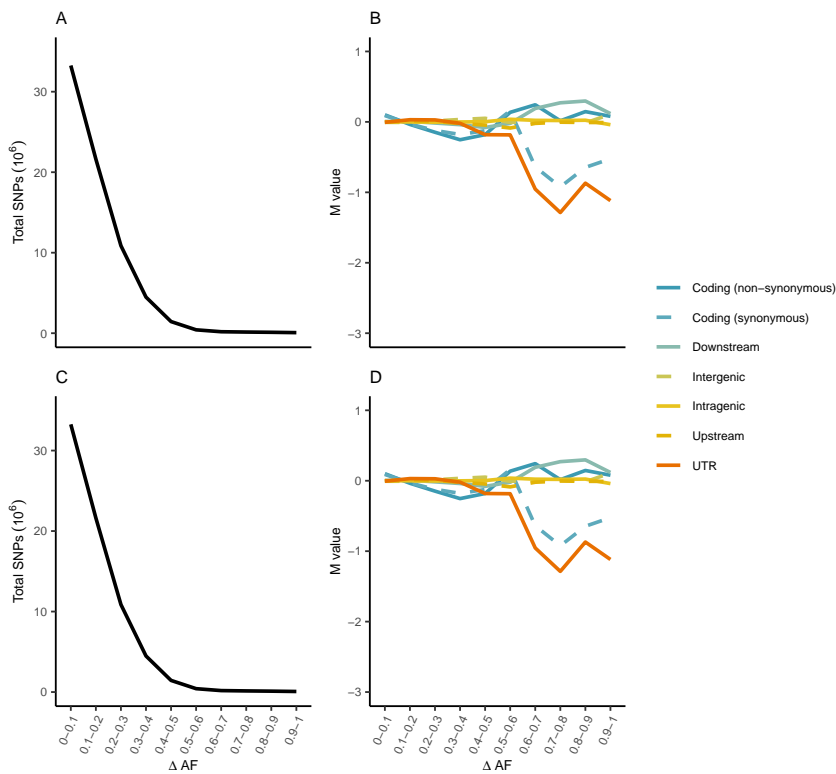 A
B
Total SNPs (10⁶)
30
20
10
0
M value
1
0
−1
−2
−3
Coding (non−synonymous)
Coding (synonymous)
Downstream
Intergenic
Intragenic
Upstream
UTR
C
D
Total SNPs (10⁶)
30
20
10
0
M value
1
0
−1
−2
−3
0−0.1
0.1−0.2
0.2−0.3
0.3−0.4
0.4−0.5
0.5−0.6
0.6−0.7
0.7−0.8
0.8−0.9
0.9−1
Δ AF
0−0.1
0.1−0.2
0.2−0.3
0.3−0.4
0.4−0.5
0.5−0.6
0.6−0.7
0.7−0.8
0.8−0.9
0.9−1
Δ AF